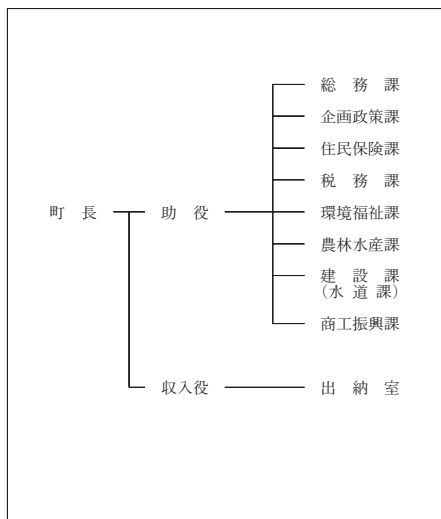 総務課
企画政策課
住民保険課
税務課
町長 助役 環境福祉課
農林水産課
建設課
(水道課)
商工振興課
収入役 出納室